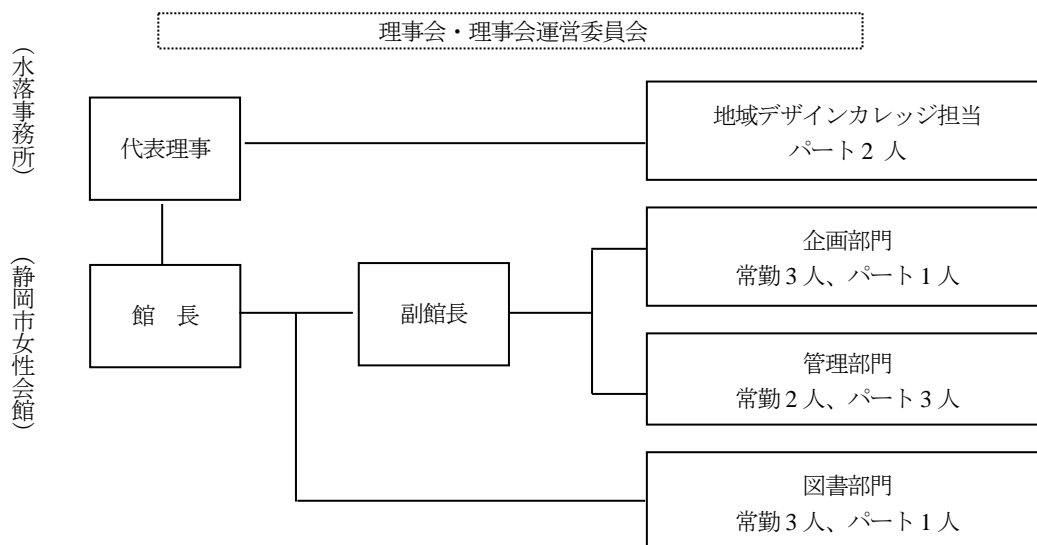 理事会・理事会運営委員会
（水落事務所）
代表理事
地域デザインカレッジ担当
パート2 人
（静岡市女性会館）
館　長
副館長
企画部門
常勤3人、パート1人
管理部門
常勤2人、パート3人
図書部門
常勤3人、パート1人